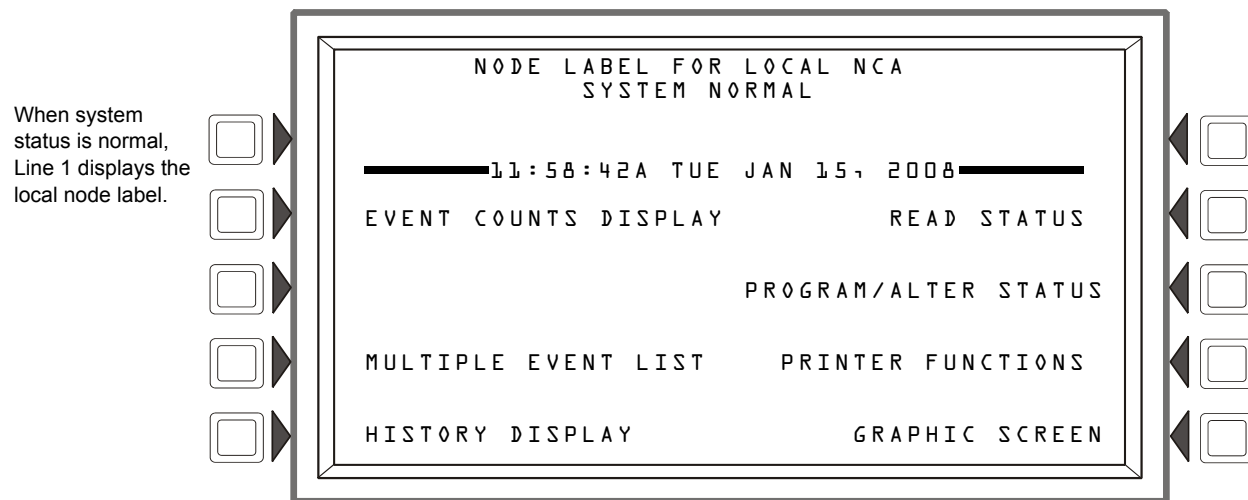 NODE LABEL FOR LOCAL NCA
SYSTEM NORMAL
When system
status is normal,
Line 1 displays the
local node label.
11:58:42A TUE JAN 15, 2008
EVENT COUNTS DISPLAY READ STATUS
PROGRAM/ALTER STATUS
MULTIPLE EVENT LIST PRINTER FUNCTIONS
HISTORY DISPLAY GRAPHIC SCREEN